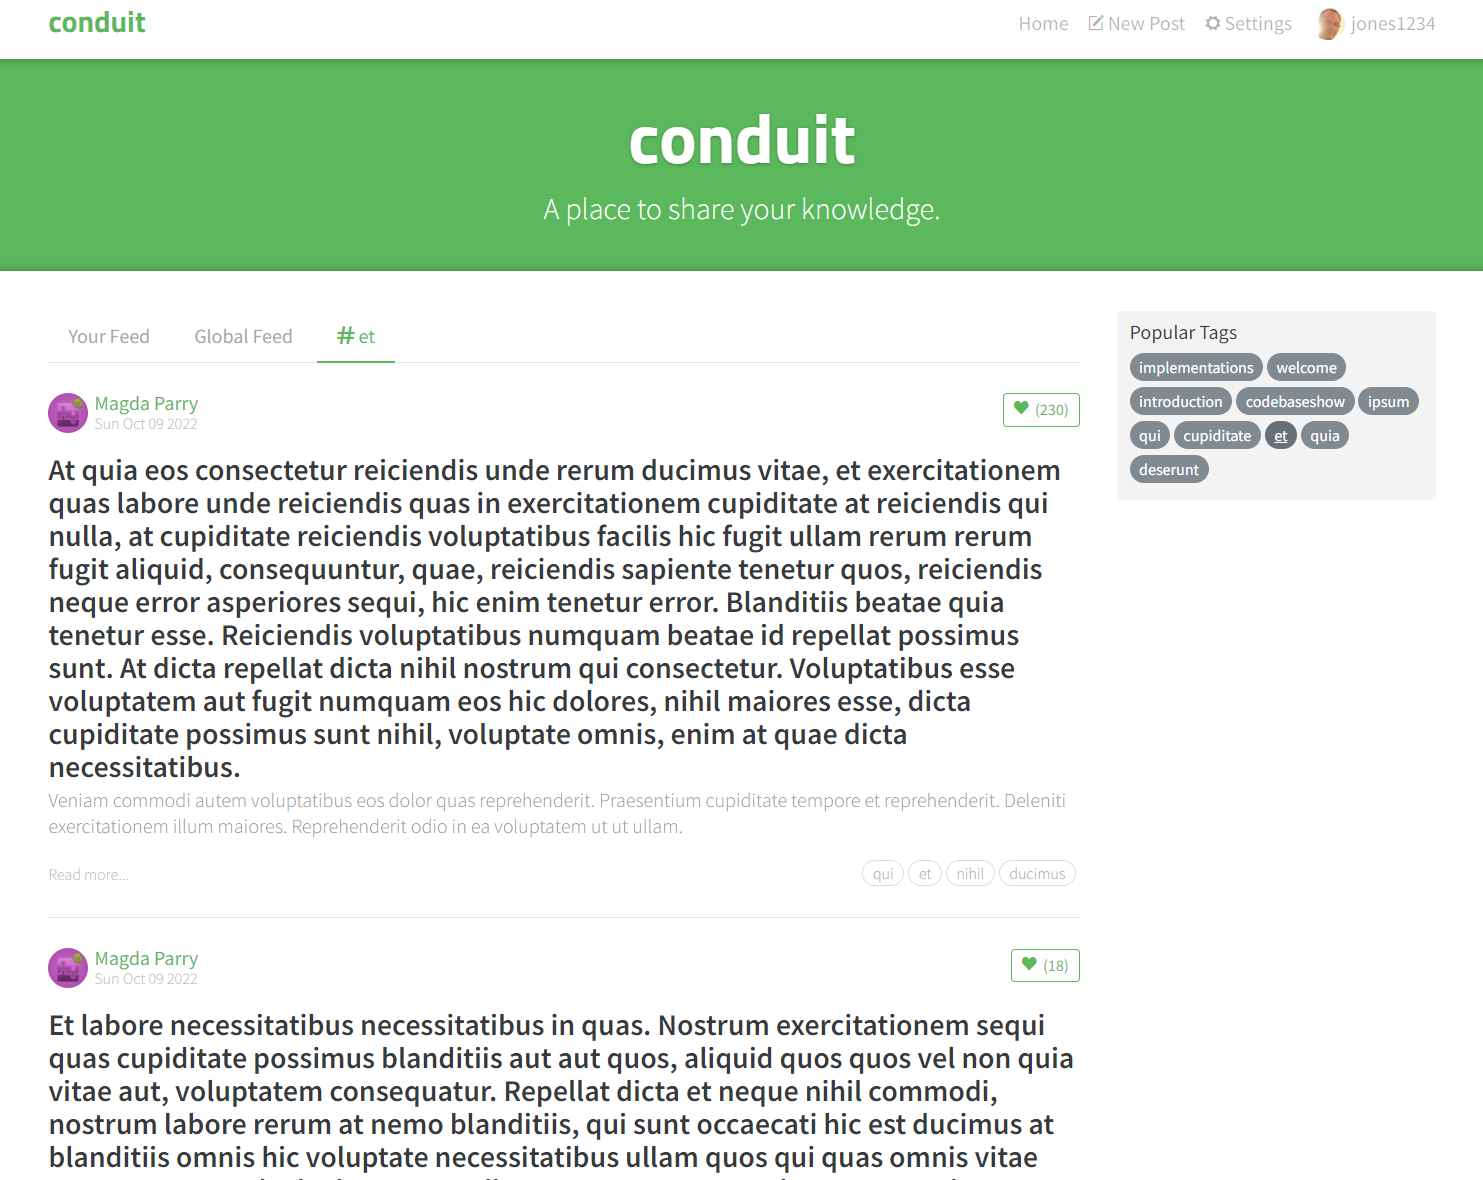 conduit
Home New Post Settings jones1234
conduit
A place to share your knowledge.
Your Feed Global Feed # et
Popular Tags
implementations welcome
introduction codebaseshow ipsum
qui cupiditate et quia
deserunt
Magda Parry
Sun Oct 09 2022
(230)
At quia eos consectetur reiciendis unde rerum ducimus vitae, et exercitationem
quas labore unde reiciendis quas in exercitationem cupiditate at reiciendis qui
nulla, at cupiditate reiciendis voluptatibus facilis hic fugit ullam rerum rerum
fugit aliquid, consequuntur, quae, reiciendis sapiente tenetur quos, reiciendis
neque error asperiores sequi, hic enim tenetur error. Blanditiis beatae quia
tenetur esse. Reiciendis voluptatibus numquam beatae id repellat possimus
sunt. At dicta repellat dicta nihil nostrum qui consectetur. Voluptatibus esse
voluptatem aut fugit numquam eos hic dolores, nihil maiores esse, dicta
cupiditate possimus sunt nihil, voluptate omnis, enim at quae dicta
necessitatibus.
Veniam commodi autem voluptatibus eos dolor quas reprehenderit. Praesentium cupiditate tempore et reprehenderit. Deleniti
exercitationem illum maiores. Reprehenderit odio in ea voluptatem ut ut ullam.
Read more...
qui et nihil ducimus
Magda Parry
Sun Oct 09 2022
(18)
Et labore necessitatibus necessitatibus in quas. Nostrum exercitationem sequi
quas cupiditate possimus blanditiis aut aut quos, aliquid quos quos vel non quia
vitae aut, voluptatem consequatur. Repellat dicta et neque nihil commodi,
nostrum labore rerum at nemo blanditiis, qui sunt occaecati hic est ducimus at
blanditiis omnis hic voluptate necessitatibus ullam quos qui quas omnis vitae